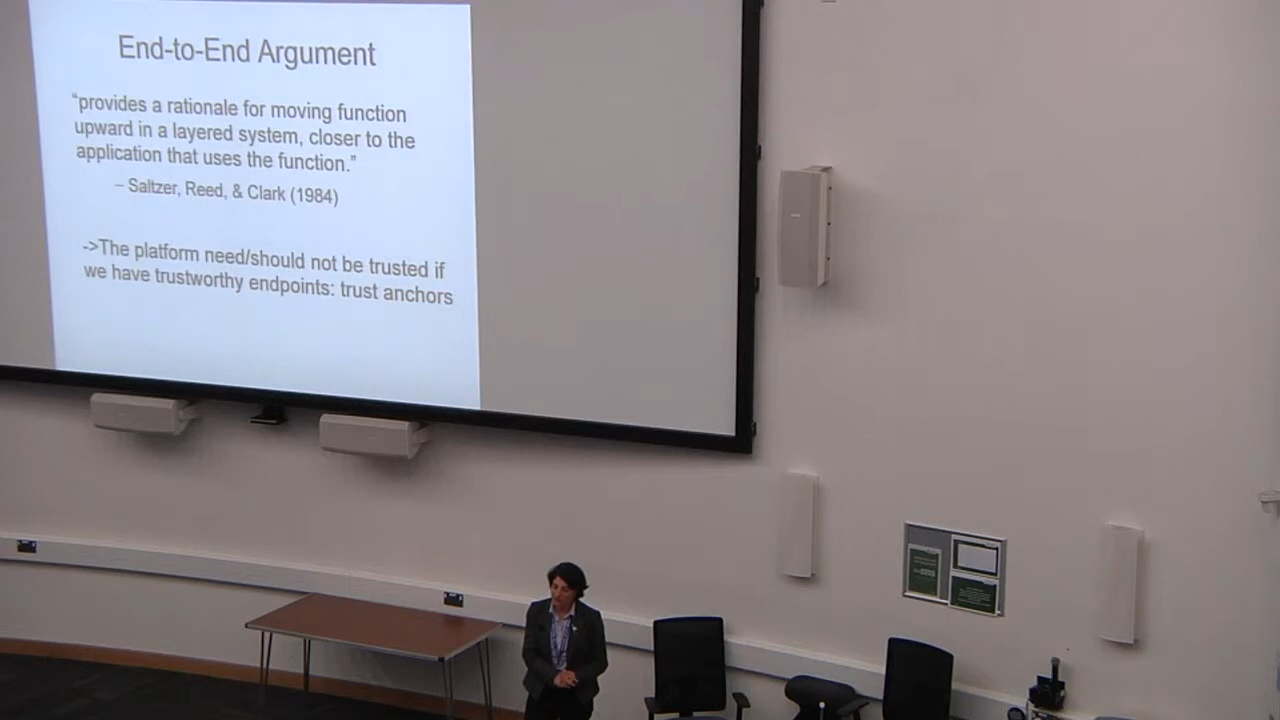 End-to-End Argument
“provides a rationale for moving function
upward in a layered system, closer to the
application that uses the function.”
– Saltzer, Reed, & Clark (1984)
->The platform need/should not be trusted if
we have trustworthy endpoints: trust anchors